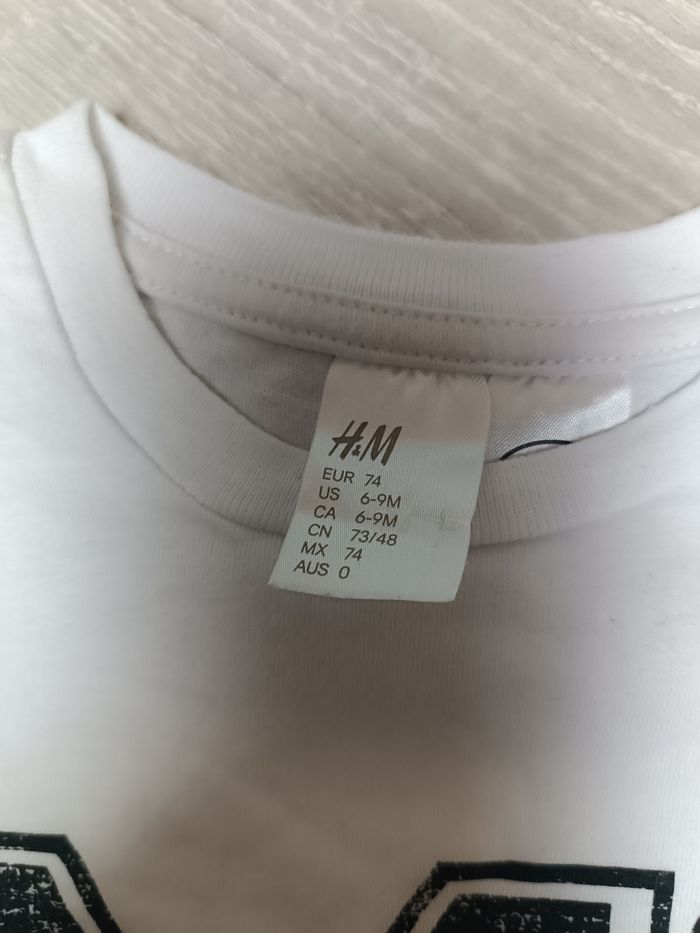 H&M
EUR 74
US 6-9M
CA 6-9M
CN 73/48
MX 74
AUS 0